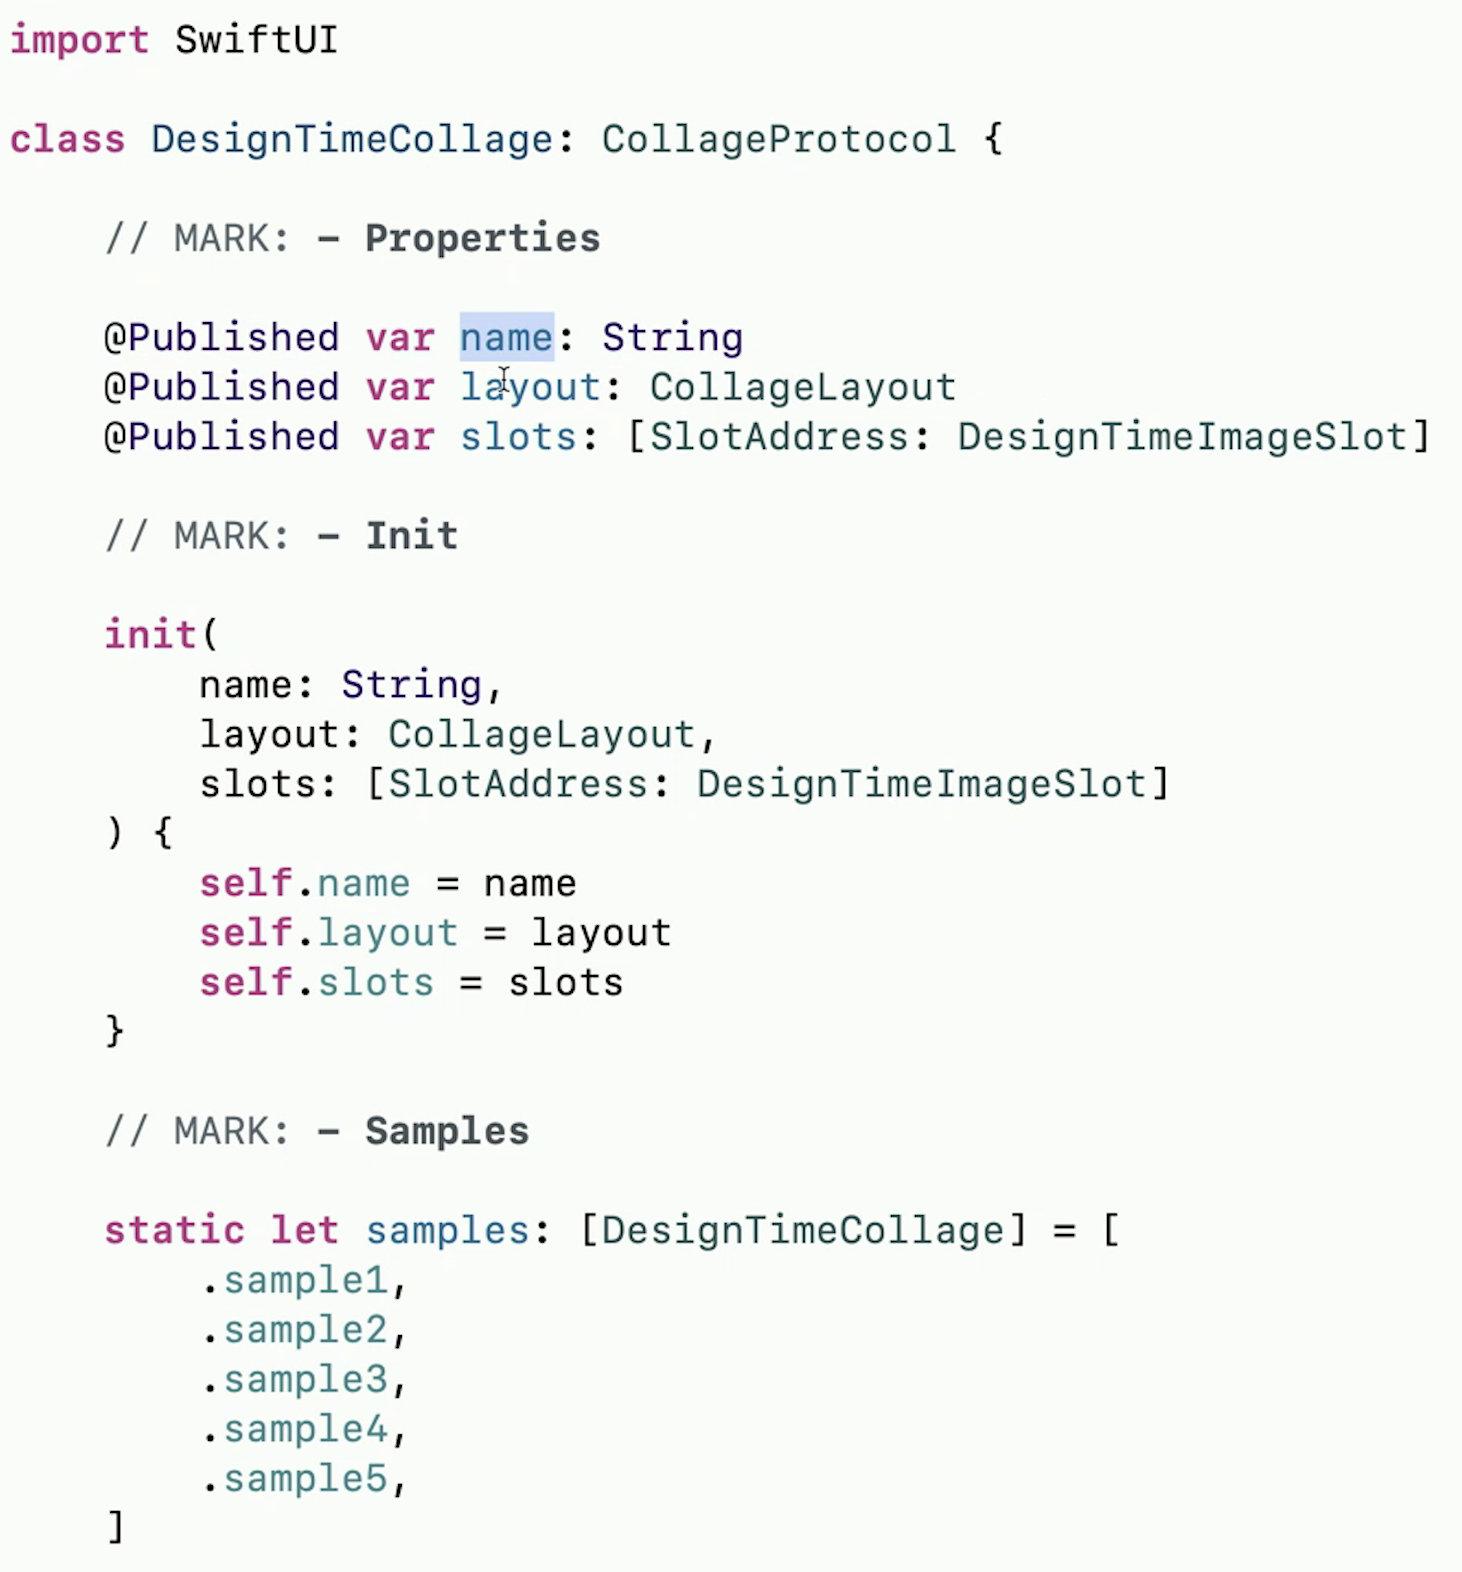 import SwiftUI
class DesignTimeCollage: CollageProtocol {
// MARK: - Properties
@Published var name: String
@Published var layout: CollageLayout
@Published var slots: [SlotAddress: DesignTimeImageSlot]
// MARK: - Init
init(
name: String,
layout: CollageLayout,
slots: [SlotAddress: DesignTimeImageSlot]
) {
self.name = name
self.layout = layout
self.slots = slots
}
// MARK: - Samples
static let samples: [DesignTimeCollage] = [
.sample1,
.sample2,
.sample3,
.sample4,
.sample5,
]